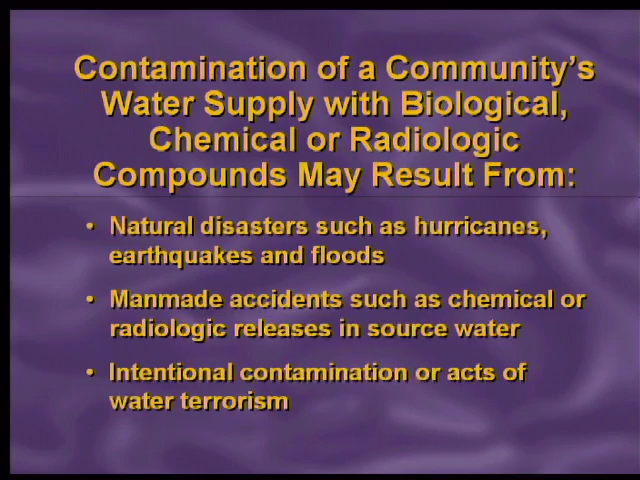 Contamination of a Community's
Water Supply with Biological,
Chemical or Radiologic
Compounds May Result From:
• Natural disasters such as hurricanes,
earthquakes and floods
• Manmade accidents such as chemical or
radiologic releases in source water
• Intentional contamination or acts of
water terrorism